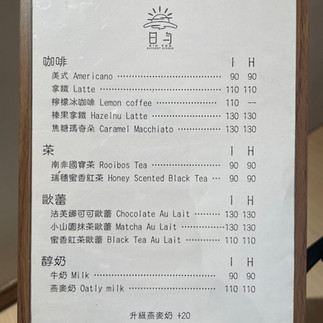 日勻
咖啡 I H
美式 Americano 90 90
拿鐵 Latte 110 110
檸檬冰咖啡 Lemon coffee 110 —
榛果拿鐵 Hazelnu Latte 130 130
焦糖瑪奇朵 Caramel Macchiato 130 130
茶 I H
南非國寶茶 Rooibos Tea 90 90
瑞穗蜜香紅茶 Honey Scented Black Tea 90 90
歐蕾 I H
法芙娜可可歐蕾 Chocolate Au Lait 130 130
小山園抹茶歐蕾 Matcha Au Lait 130 130
蜜香紅茶歐蕾 Black Tea Au Lait 110 110
醇奶 I H
牛奶 Milk 90 90
燕麥奶 Oatly milk 110 110
升級燕麥奶 +20